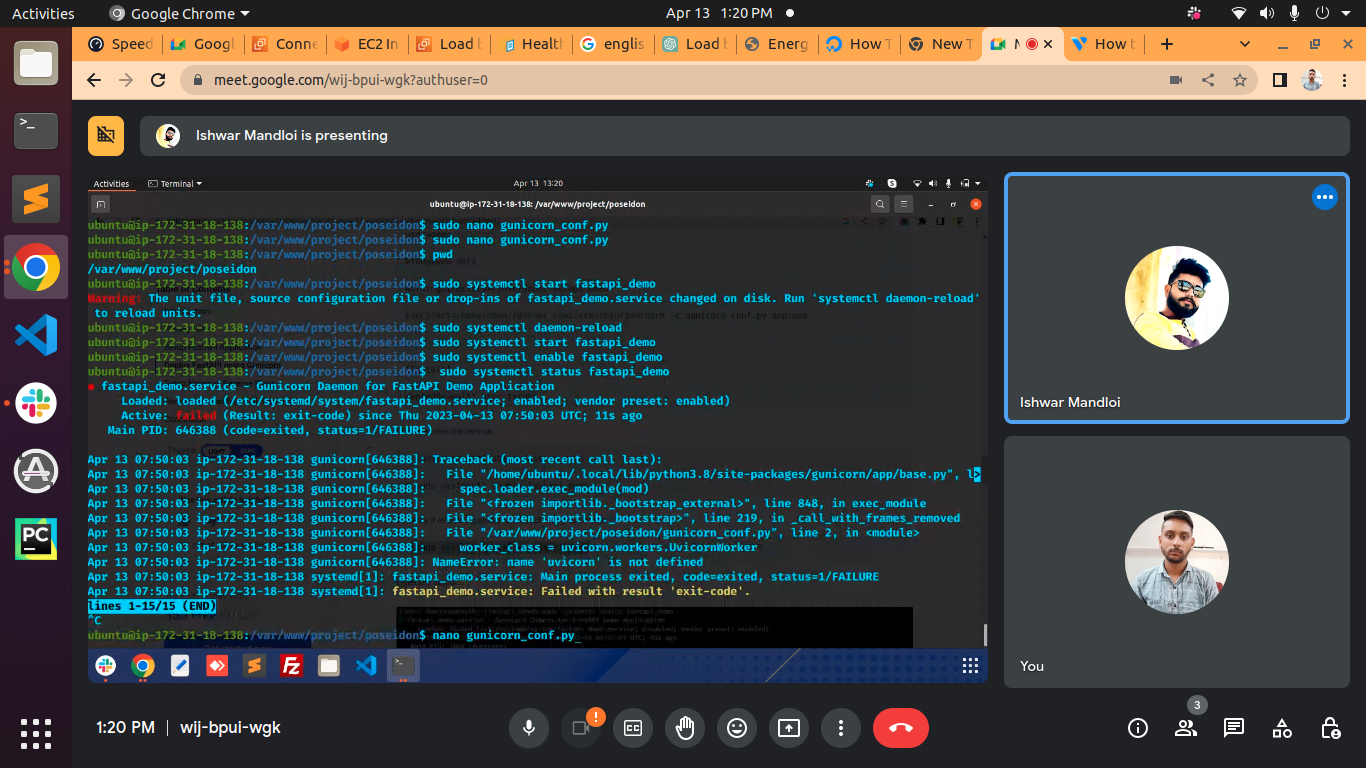 Activities
Google Chrome
Apr 13 1:20 PM
Speed
Googl
Conne
EC2 In
Load b
Health
englis
Load b
Energ
How T
New T
M
How t
meet.google.com/wij-bpui-wgk?authuser=0
Ishwar Mandloi is presenting
Activities
Terminal
Apr 13 13:20
ubuntu@ip-172-31-18-138: /var/www/project/poseidon
ubuntu@ip-172-31-18-138:/var/www/project/poseidon$ sudo nano gunicorn_conf.py
ubuntu@ip-172-31-18-138:/var/www/project/poseidon$ sudo nano gunicorn_conf.py
ubuntu@ip-172-31-18-138:/var/www/project/poseidon$ pwd
/var/www/project/poseidon
ubuntu@ip-172-31-18-138:/var/www/project/poseidon$ sudo systemctl start fastapi_demo
Warning: The unit file, source configuration file or drop-ins of fastapi_demo.service changed on disk. Run 'systemctl daemon-reload'
to reload units.
ubuntu@ip-172-31-18-138:/var/www/project/poseidon$ sudo systemctl daemon-reload
ubuntu@ip-172-31-18-138:/var/www/project/poseidon$ sudo systemctl start fastapi_demo
ubuntu@ip-172-31-18-138:/var/www/project/poseidon$ sudo systemctl enable fastapi_demo
ubuntu@ip-172-31-18-138:/var/www/project/poseidon$  sudo systemctl status fastapi_demo
● fastapi_demo.service - Gunicorn Daemon for FastAPI Demo Application
Loaded: loaded (/etc/systemd/system/fastapi_demo.service; enabled; vendor preset: enabled)
Active: failed (Result: exit-code) since Thu 2023-04-13 07:50:03 UTC; 11s ago
Main PID: 646388 (code=exited, status=1/FAILURE)
Apr 13 07:50:03 ip-172-31-18-138 gunicorn[646388]: Traceback (most recent call last):
Apr 13 07:50:03 ip-172-31-18-138 gunicorn[646388]:   File "/home/ubuntu/.local/lib/python3.8/site-packages/gunicorn/app/base.py", l>
Apr 13 07:50:03 ip-172-31-18-138 gunicorn[646388]:     spec.loader.exec_module(mod)
Apr 13 07:50:03 ip-172-31-18-138 gunicorn[646388]:   File "<frozen importlib._bootstrap_external>", line 848, in exec_module
Apr 13 07:50:03 ip-172-31-18-138 gunicorn[646388]:   File "<frozen importlib._bootstrap>", line 219, in _call_with_frames_removed
Apr 13 07:50:03 ip-172-31-18-138 gunicorn[646388]:   File "/var/www/project/poseidon/gunicorn_conf.py", line 2, in <module>
Apr 13 07:50:03 ip-172-31-18-138 gunicorn[646388]:     worker_class = uvicorn.workers.UvicornWorker
Apr 13 07:50:03 ip-172-31-18-138 gunicorn[646388]: NameError: name 'uvicorn' is not defined
Apr 13 07:50:03 ip-172-31-18-138 systemd[1]: fastapi_demo.service: Main process exited, code=exited, status=1/FAILURE
Apr 13 07:50:03 ip-172-31-18-138 systemd[1]: fastapi_demo.service: Failed with result 'exit-code'.
lines 1-15/15 (END)
^C
ubuntu@ip-172-31-18-138:/var/www/project/poseidon$ nano gunicorn_conf.py_
Ishwar Mandloi
You
PC
1:20 PM | wij-bpui-wgk
3